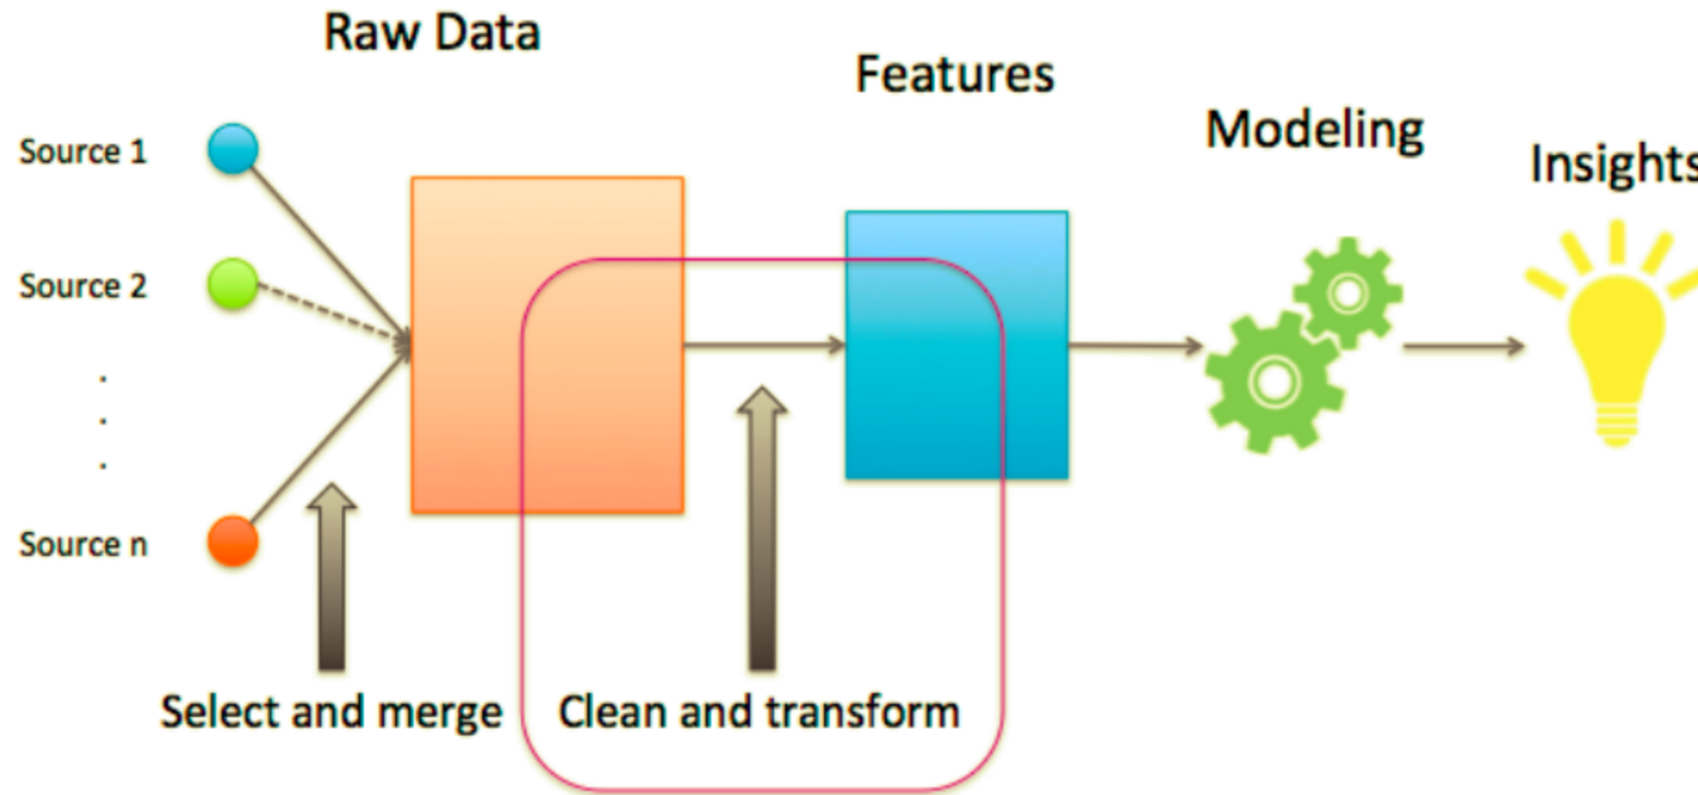 Raw Data
Features
Modeling
Insights
Source 1
Source 2
.
.
.
Source n
Select and merge
Clean and transform